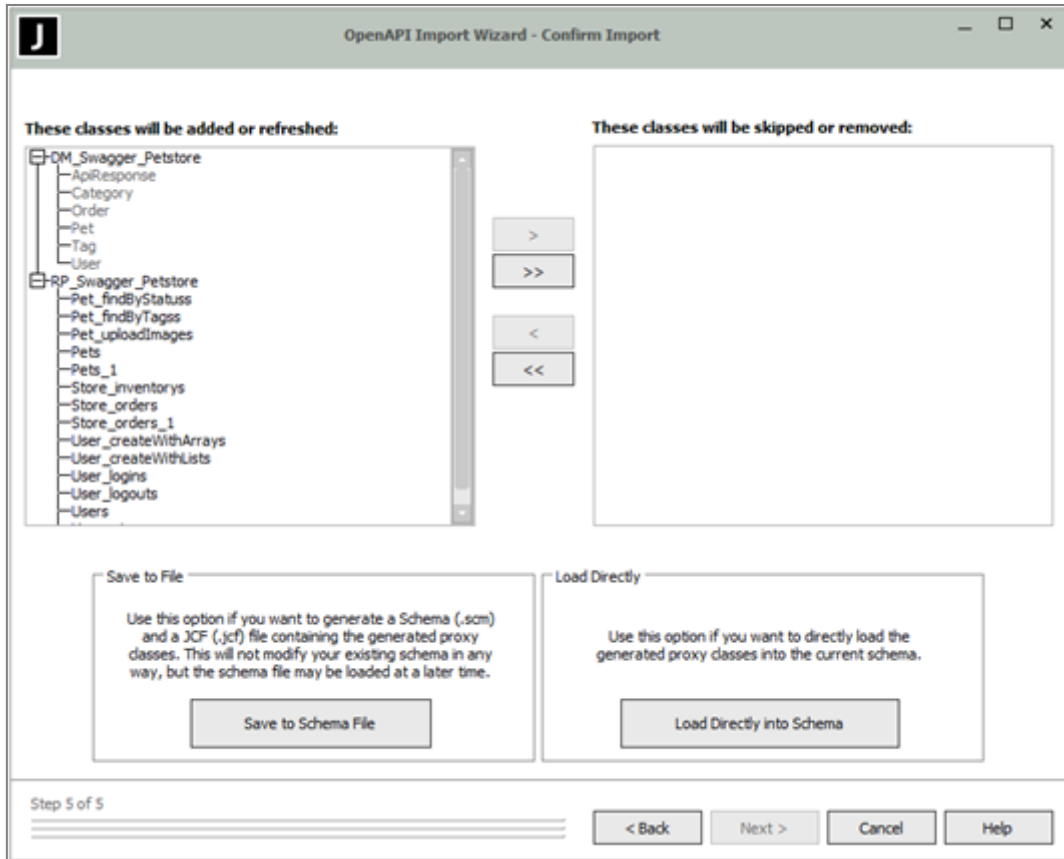 J
OpenAPI Import Wizard - Confirm Import
These classes will be added or refreshed:
These classes will be skipped or removed:
DM_Swagger_Petstore
ApiResponse
Category
Order
Pet
Tag
User
RP_Swagger_Petstore
Pet_findByStatuss
Pet_findByTagss
Pet_uploadImages
Pets
Pets_1
Store_inventorys
Store_orders
Store_orders_1
User_createWithArrays
User_createWithLists
User_logins
User_logouts
Users
>
>>
<
<<
Save to File
Use this option if you want to generate a Schema (.scm)
and a JCF (.jcf) file containing the generated proxy
classes. This will not modify your existing schema in any
way, but the schema file may be loaded at a later time.
Save to Schema File
Load Directly
Use this option if you want to directly load the
generated proxy classes into the current schema.
Load Directly into Schema
Step 5 of 5
< Back
Next >
Cancel
Help